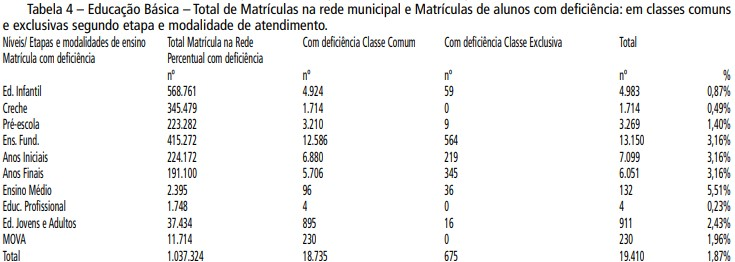 Tabela 4 – Educação Básica – Total de Matrículas na rede municipal e Matrículas de alunos com deficiência: em classes comuns
e exclusivas segundo etapa e modalidade de atendimento.
Níveis/ Etapas e modalidades de ensino Total Matrícula na Rede Com deficiência Classe Comum Com deficiência Classe Exclusiva Total
Matrícula com deficiência Percentual com deficiência
nº nº nº nº %
Ed. Infantil 568.761 4.924 59 4.983 0,87%
Creche 345.479 1.714 0 1.714 0,49%
Pré-escola 223.282 3.210 9 3.269 1,40%
Ens. Fund. 415.272 12.586 564 13.150 3,16%
Anos Iniciais 224.172 6.880 219 7.099 3,16%
Anos Finais 191.100 5.706 345 6.051 3,16%
Ensino Médio 2.395 96 36 132 5,51%
Educ. Profissional 1.748 4 0 4 0,23%
Ed. Jovens e Adultos 37.434 895 16 911 2,43%
MOVA 11.714 230 0 230 1,96%
Total 1.037.324 18.735 675 19.410 1,87%